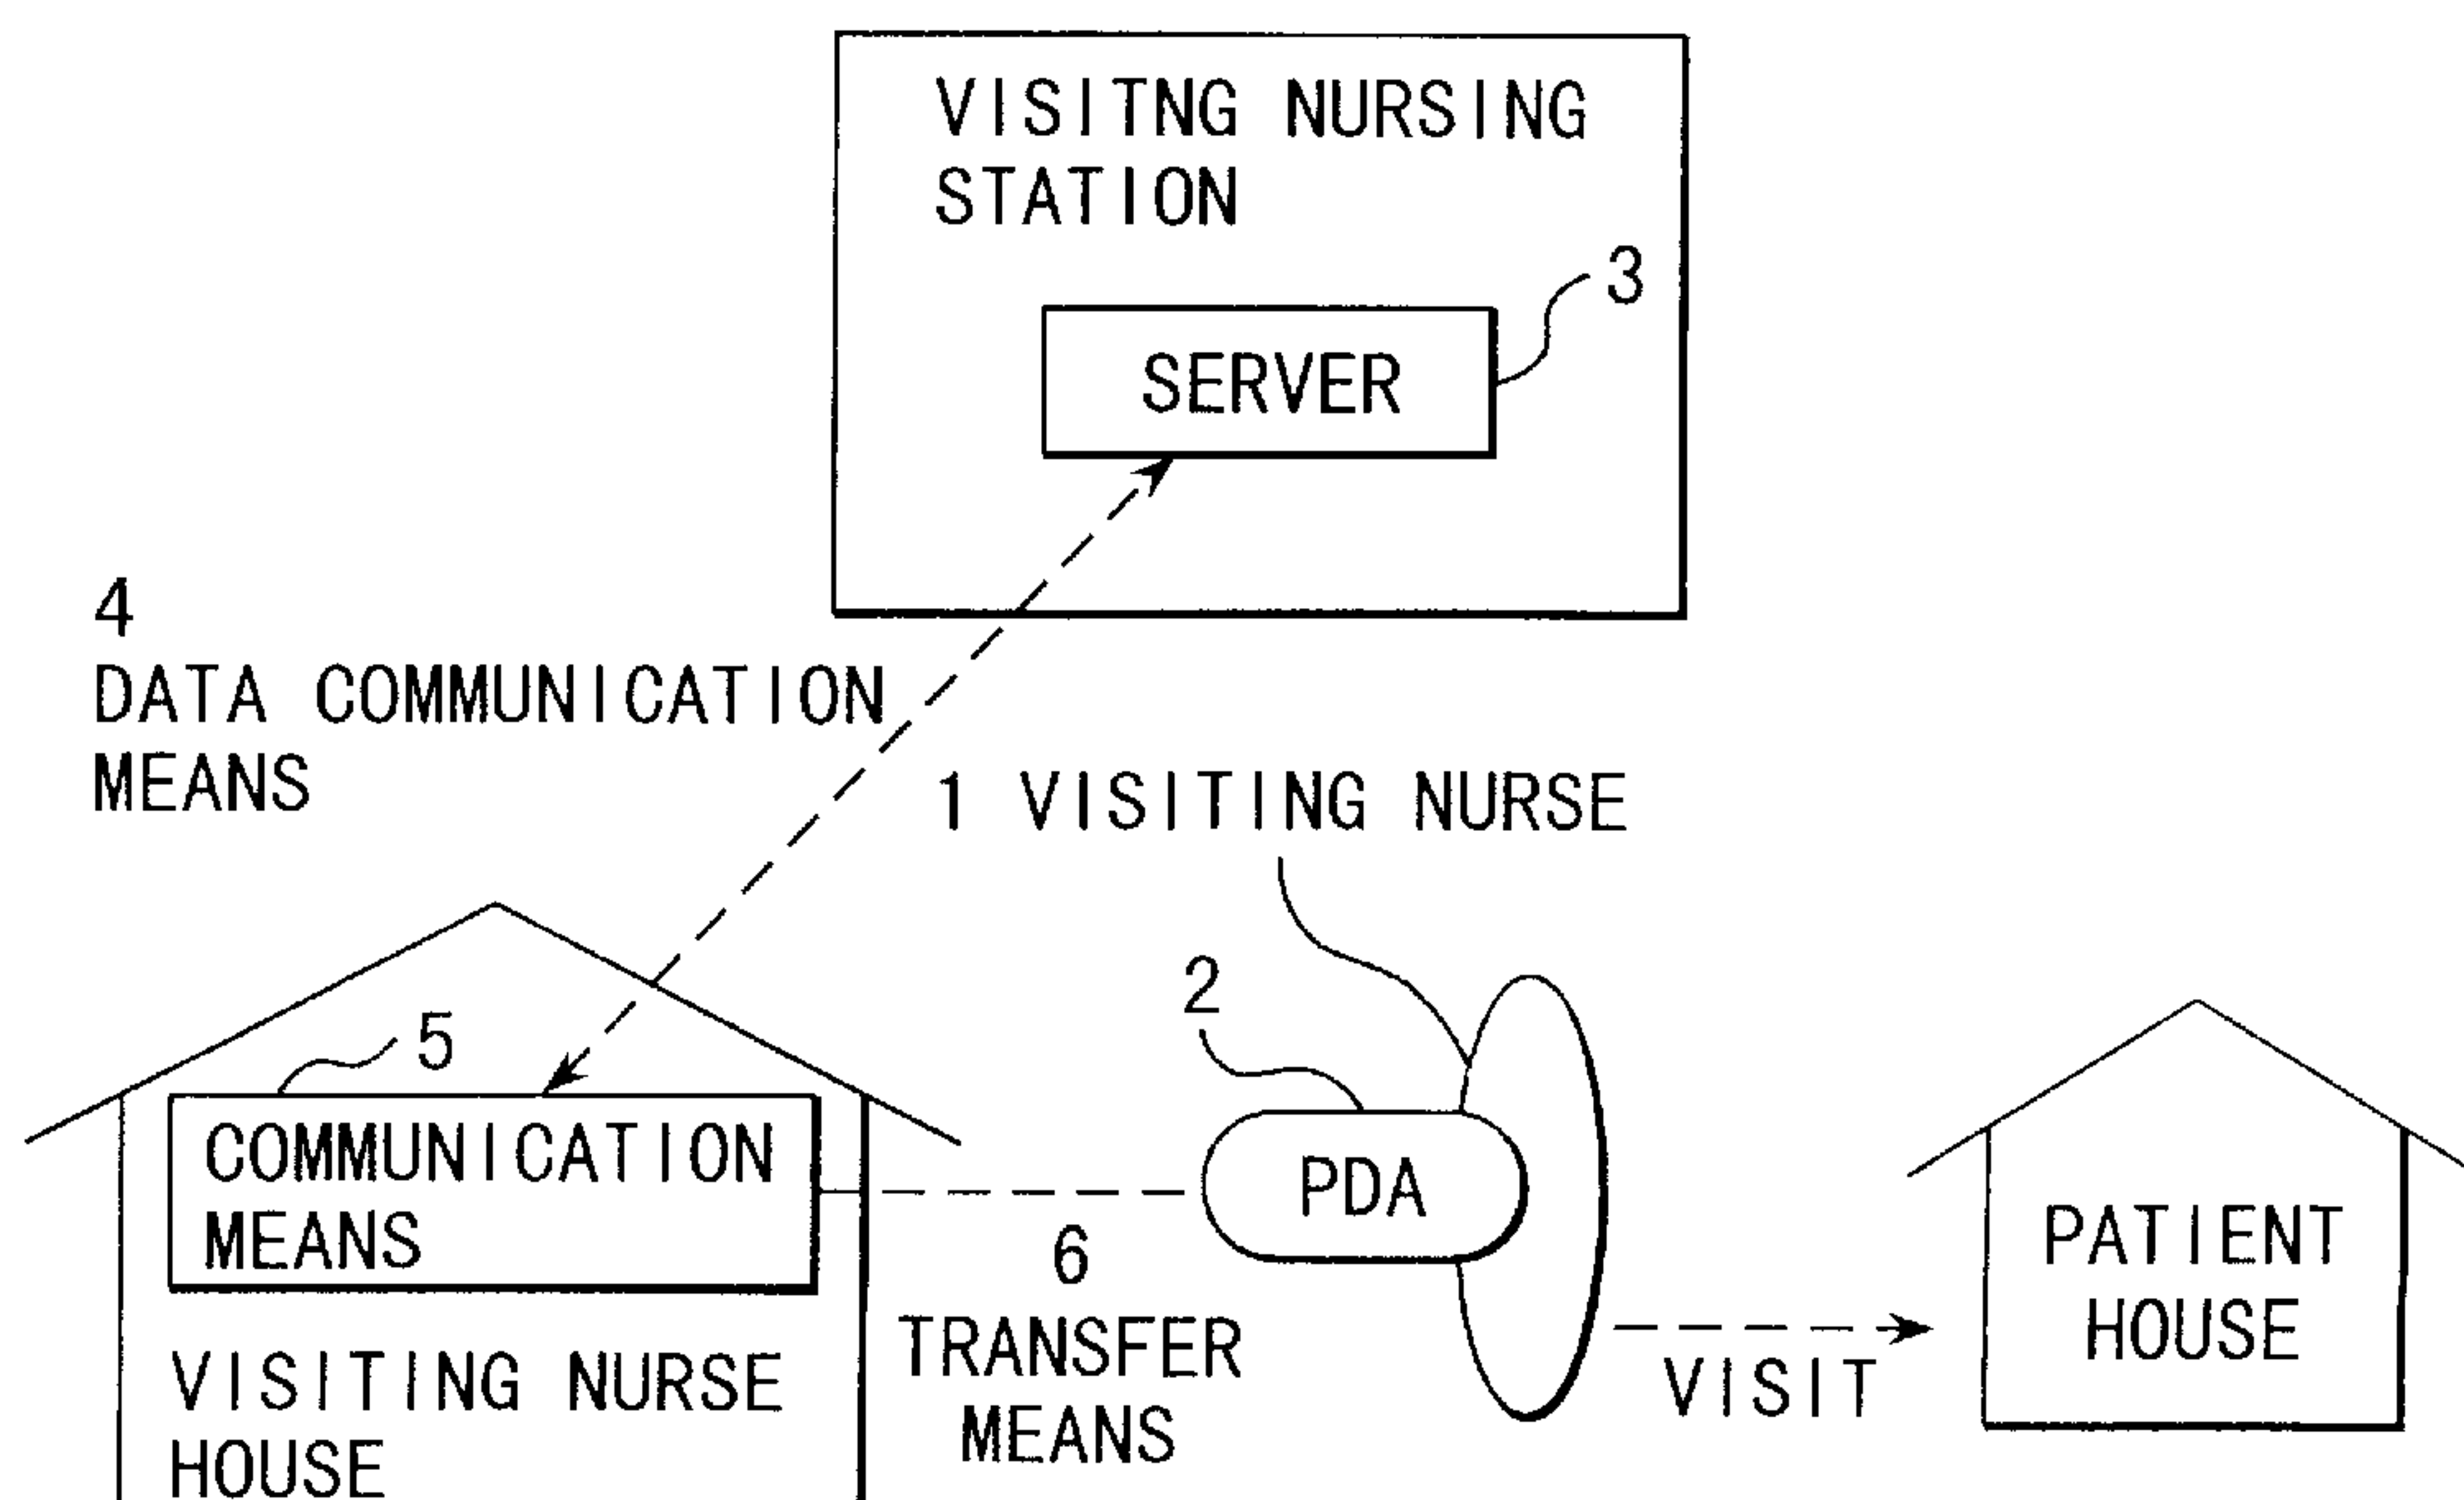 VISITNG NURSING
STATION
3
SERVER
4
DATA COMMUNICATION
MEANS
1 VISITING NURSE
2
5
COMMUNICATION
MEANS
PDA
6
TRANSFER
MEANS
PATIENT
HOUSE
VISIT
VISITING NURSE
HOUSE